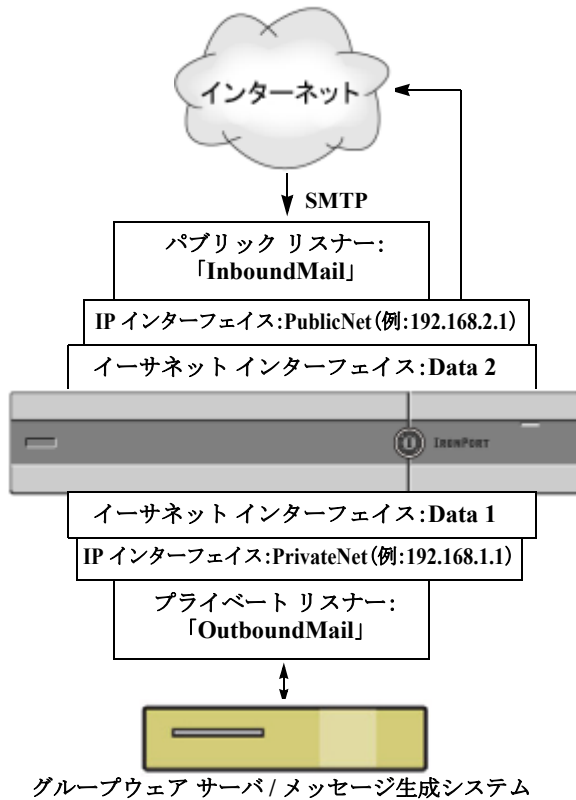 インターネット
SMTP
パブリック リスナー:
「InboundMail」
IP インターフェイス:PublicNet(例:192.168.2.1)
イーサネット インターフェイス:Data 2
IRONPORT
イーサネット インターフェイス:Data 1
IP インターフェイス:PrivateNet(例:192.168.1.1)
プライベート リスナー:
「OutboundMail」
グループウェア サーバ / メッセージ生成システム